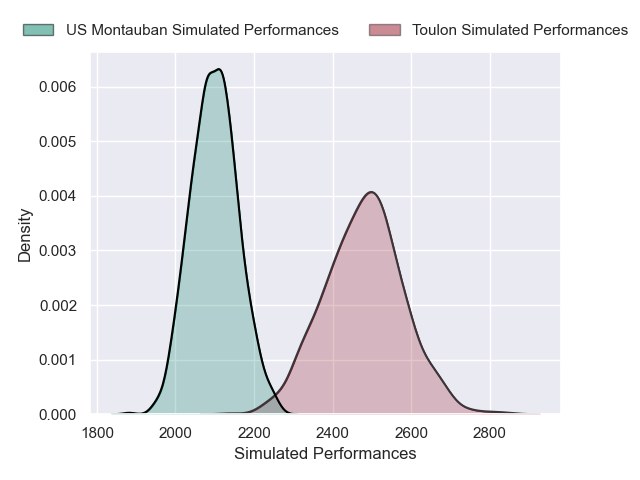 US Montauban Simulated Performances
Toulon Simulated Performances
0.006
0.005
0.004
0.003
0.002
0.001
0.000
Density
1800 2000 2200 2400 2600 2800
Simulated Performances